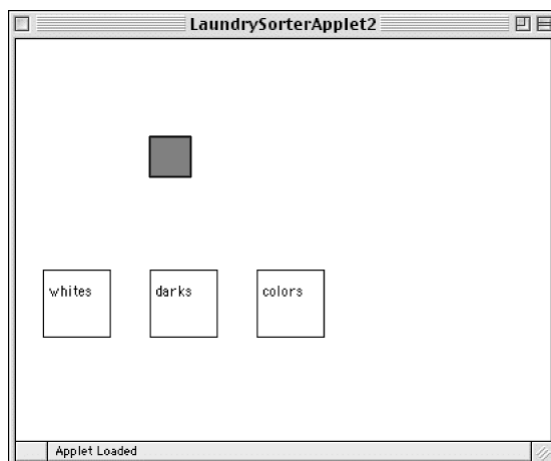 LaundrySorterApplet2
whites
darks
colors
Applet Loaded